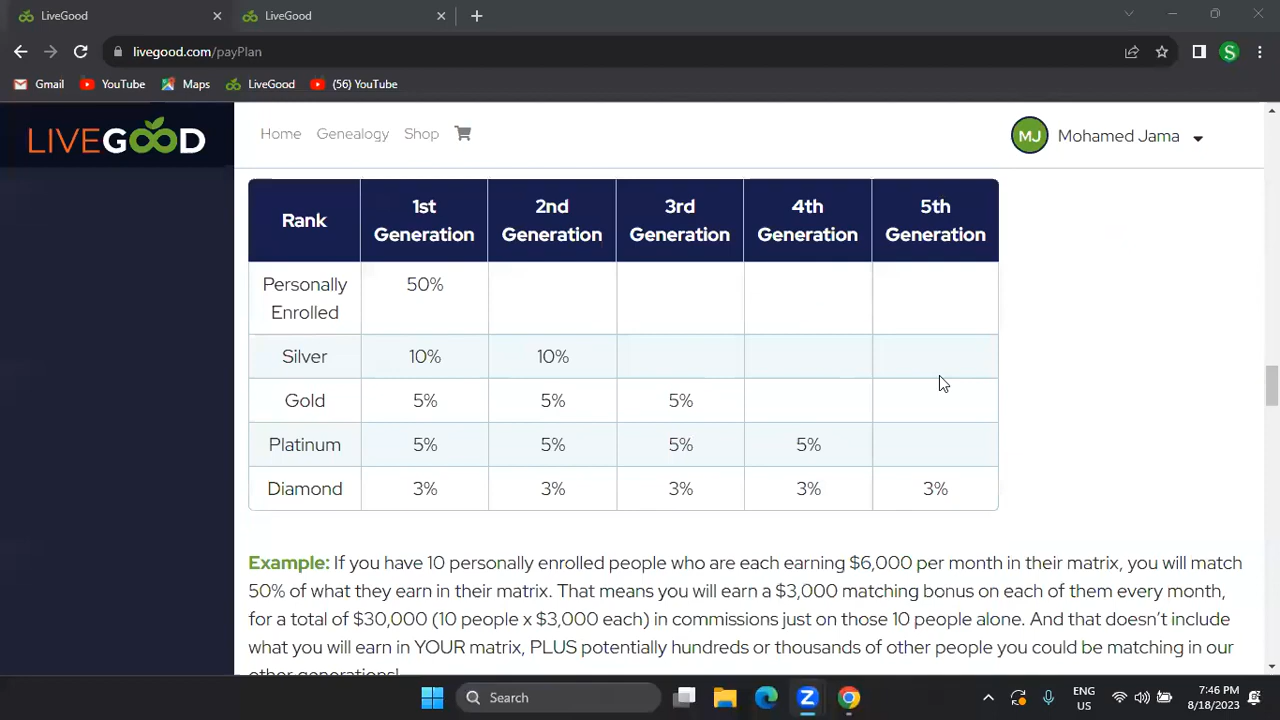 LiveGood
LiveGood
livegood.com/payPlan
S
Gmail
YouTube
Maps
LiveGood
(56) YouTube
LIVEGOOD
Home
Genealogy
Shop
MJ
Mohamed Jama
Rank
1st Generation
2nd Generation
3rd Generation
4th Generation
5th Generation
Personally Enrolled
50%
Silver
10%
10%
Gold
5%
5%
5%
Platinum
5%
5%
5%
5%
Diamond
3%
3%
3%
3%
3%
Example: If you have 10 personally enrolled people who are each earning $6,000 per month in their matrix, you will match
50% of what they earn in their matrix. That means you will earn a $3,000 matching bonus on each of them every month,
for a total of $30,000 (10 people x $3,000 each) in commissions just on those 10 people alone. And that doesn't include
what you will earn in YOUR matrix, PLUS potentially hundreds or thousands of other people you could be matching in our
other generations!
Search
ENG
US
7:46 PM
8/18/2023